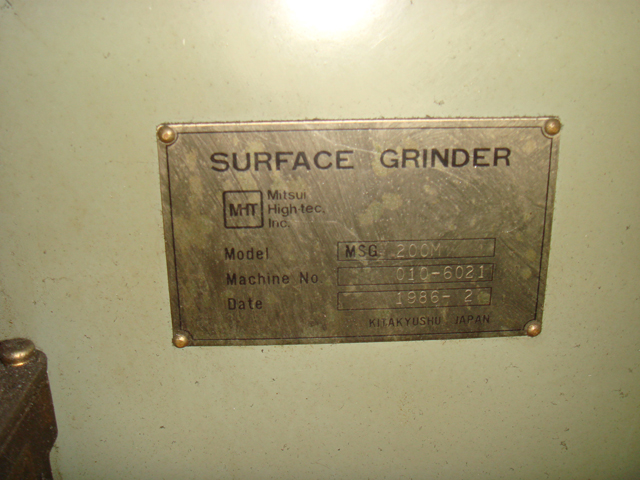 SURFACE GRINDER
MHT Mitsui
High-tec,
Inc.
Model MSG 200M
Machine No. 010-6021
Date 1986-2
KITAKYUSHU JAPAN